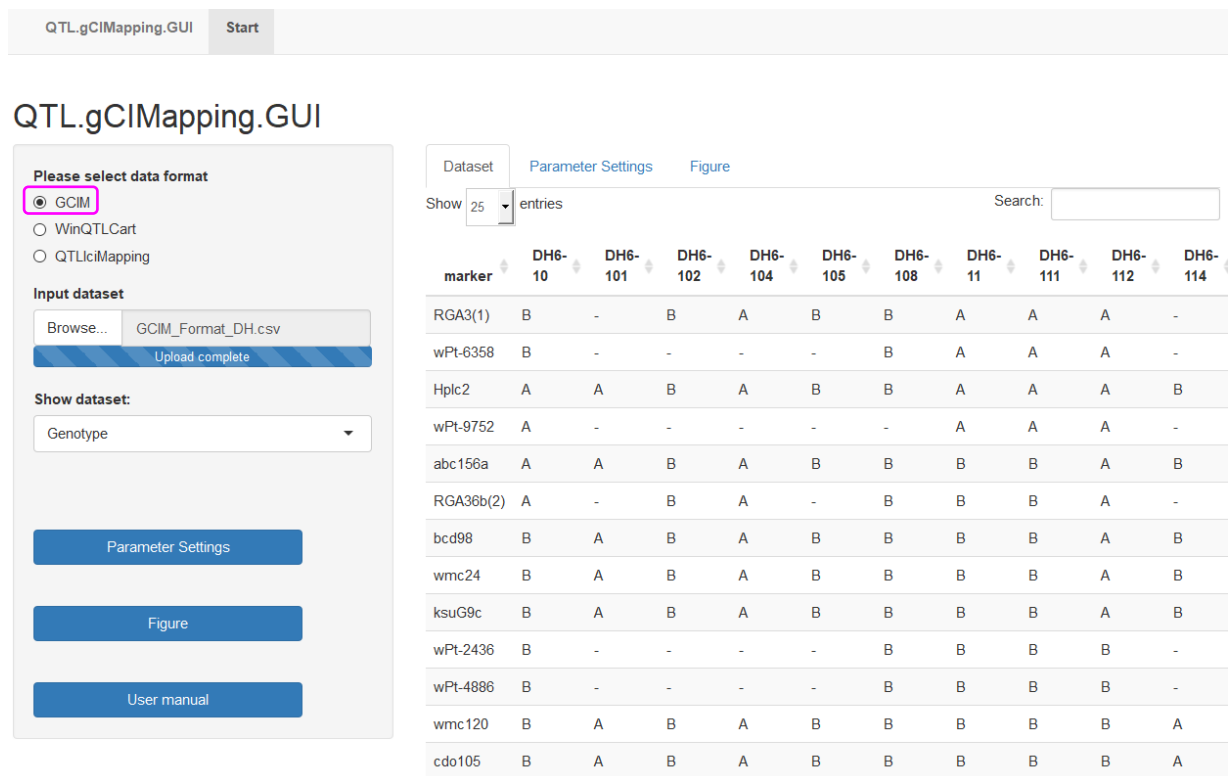 QTL.gCIMapping.GUI Start
QTL.gCIMapping.GUI
Please select data format
GCIM
WinQTLCart
QTLIciMapping
Input dataset
Browse... GCIM_Format_DH.csv
Upload complete
Show dataset:
Genotype
Parameter Settings
Figure
User manual
Dataset Parameter Settings Figure
Show 25 entries Search:
marker DH6-10 DH6-101 DH6-102 DH6-104 DH6-105 DH6-108 DH6-11 DH6-111 DH6-112 DH6-114
RGA3(1) B - B A B B A A A -
wPt-6358 B - - - - B A A A -
Hplc2 A A B A B B A A A B
wPt-9752 A - - - - - A A A -
abc156a A A B A B B B B A B
RGA36b(2) A - B A - B B B A -
bcd98 B A B A B B B B A B
wmc24 B A B A B B B B A B
ksuG9c B A B A B B B B A B
wPt-2436 B - - - - B B B B -
wPt-4886 B - - - - B B B B -
wmc120 B A B A B B B B B A
cdo105 B A B A B B B B B A